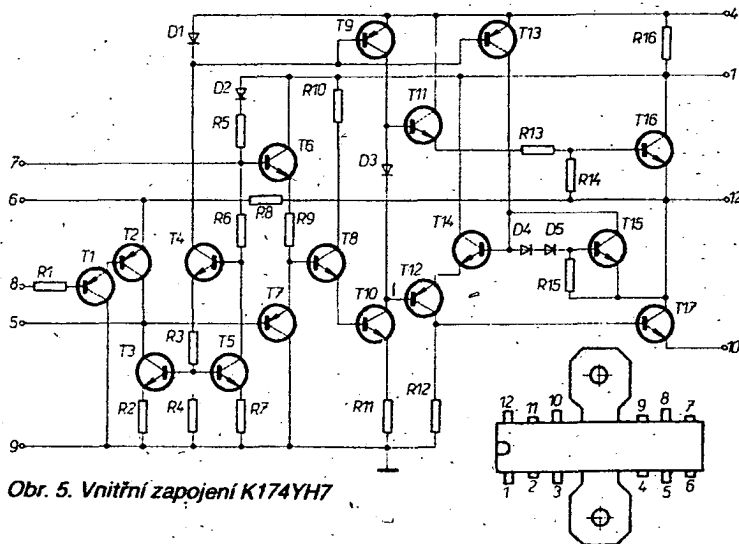 D1
T9
T13
R16
4
1
D2
R10
T11
R5
T6
T16
7
D3
R13
R14
6
R8
12
T2
T4
R6
R9
T14
D4
D5
T15
T1
T8
8
R1
T12
R15
5
T7
T10
T17
R3
10
T3
T5
R2
R4
R7
R11
R12
9
12
11
10
9
8
7
1
2
3
4
5
6
Obr. 5. Vnitřní zapojení K174YH7